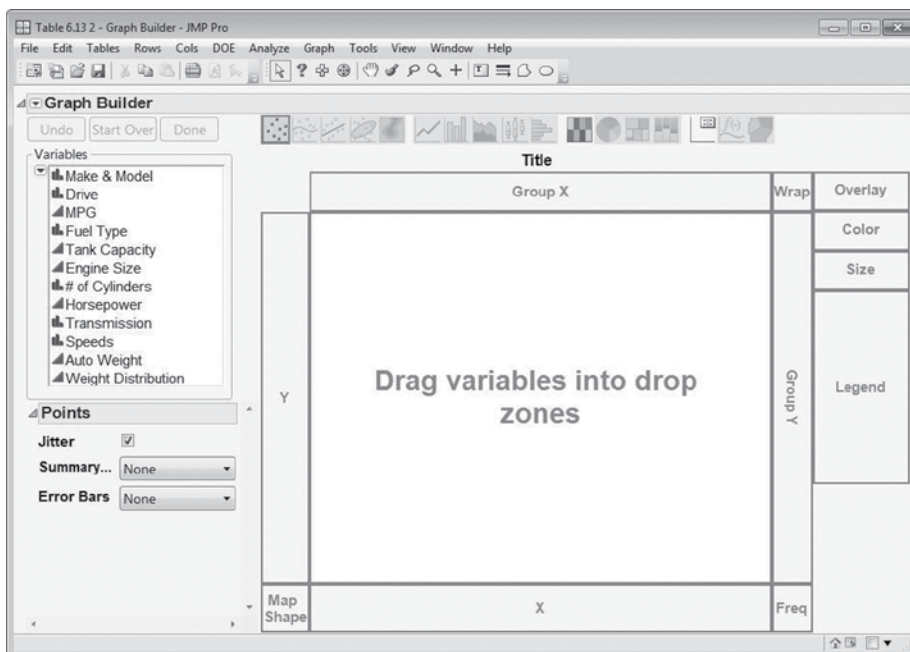 Table 6.13 2 - Graph Builder - JMP Pro
File Edit Tables Rows Cols DOE Analyze Graph Tools View Window Help
Graph Builder
Undo Start Over Done
Variables
Make & Model
Drive
MPG
Fuel Type
Tank Capacity
Engine Size
# of Cylinders
Horsepower
Transmission
Speeds
Auto Weight
Weight Distribution
Points
Jitter
Summary... None
Error Bars None
Title
Group X
Wrap
Overlay
Color
Size
Legend
Y
Drag variables into drop
zones
Group Y
Map
Shape
X
Freq